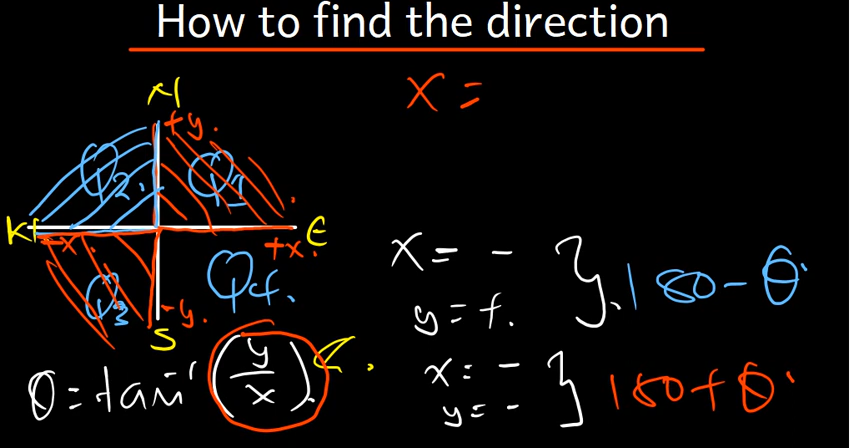 How to find the direction
N
+y.
x =
Q2.
Q1
W
-x
+x.
E
Q3
Q4.
x = -
y = +.
}. 180 - θ
-y.
S
θ = tan⁻¹ (y/x).
x = -
y = -
} 180 + θ